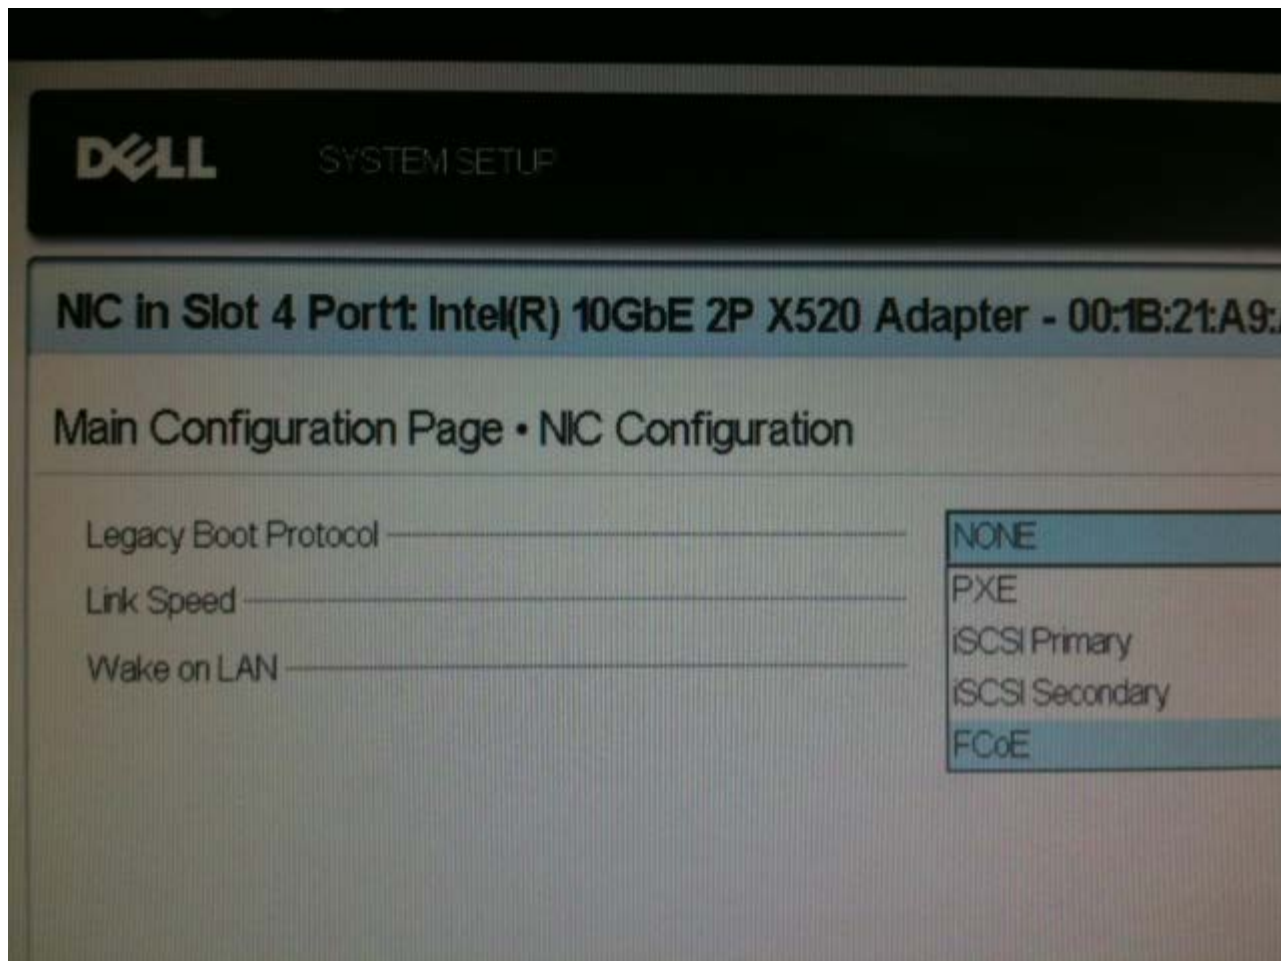 DELL SYSTEM SETUP
NIC in Slot 4 Port1: Intel(R) 10GbE 2P X520 Adapter - 00:1B:21:A9:
Main Configuration Page • NIC Configuration
Legacy Boot Protocol NONE
PXE
Link Speed
iSCSI Primary
Wake on LAN
iSCSI Secondary
FCoE